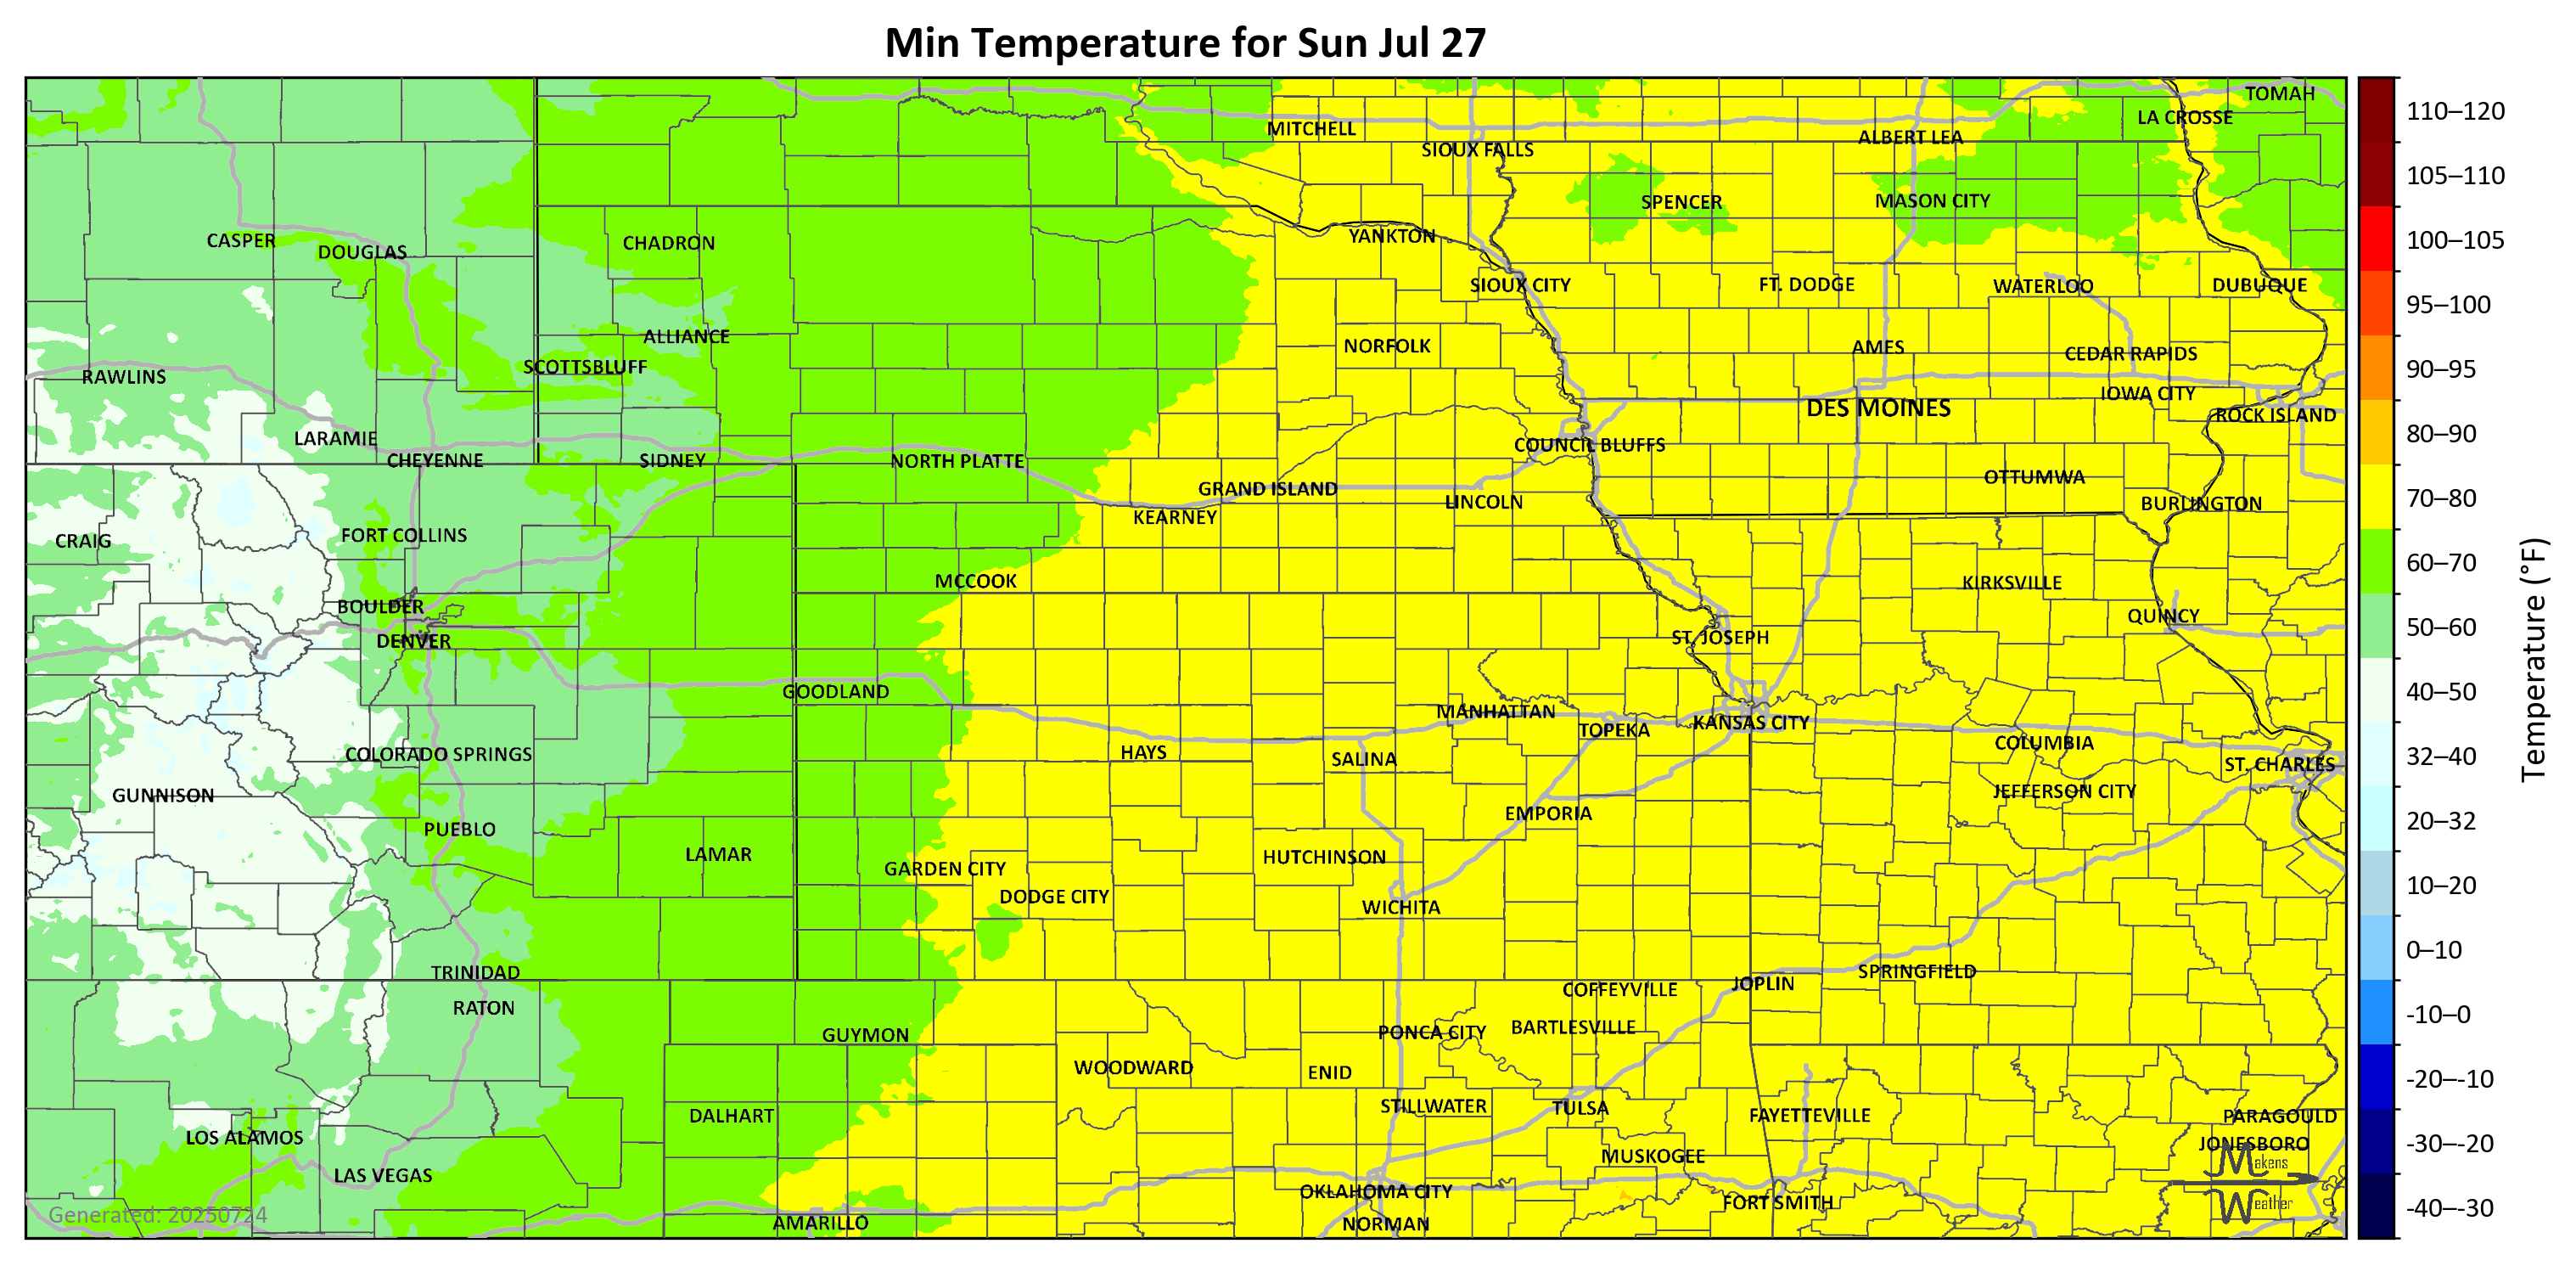 Min Temperature for Sun Jul 27
TOMAH
LA CROSSE
MITCHELL
ALBERT LEA
SIOUX FALLS
SPENCER
MASON CITY
YANKTON
CASPER
CHADRON
DOUGLAS
SIOUX CITY
FT. DODGE
WATERLOO
DUBUQUE
ALLIANCE
NORFOLK
AMES
CEDAR RAPIDS
SCOTTSBLUFF
RAWLINS
IOWA CITY
DES MOINES
ROCK ISLAND
LARAMIE
COUNCIL BLUFFS
CHEYENNE
SIDNEY
NORTH PLATTE
OTTUMWA
GRAND ISLAND
LINCOLN
BURLINGTON
KEARNEY
FORT COLLINS
CRAIG
MCCOOK
KIRKSVILLE
BOULDER
QUINCY
DENVER
ST. JOSEPH
GOODLAND
MANHATTAN
KANSAS CITY
TOPEKA
COLUMBIA
COLORADO SPRINGS
HAYS
SALINA
ST. CHARLES
GUNNISON
JEFFERSON CITY
EMPORIA
PUEBLO
LAMAR
HUTCHINSON
GARDEN CITY
DODGE CITY
WICHITA
TRINIDAD
SPRINGFIELD
JOPLIN
COFFEYVILLE
RATON
BARTLESVILLE
PONCA CITY
GUYMON
WOODWARD
ENID
STILLWATER
TULSA
DALHART
FAYETTEVILLE
PARAGOULD
LOS ALAMOS
JONESBORO
MUSKOGEE
Makens
LAS VEGAS
OKLAHOMA CITY
FORT SMITH
Weather
Generated: 20250724
AMARILLO
NORMAN
110–120
105–110
100–105
95–100
90–95
80–90
70–80
60–70
50–60
40–50
32–40
20–32
10–20
0–10
-10–0
-20–-10
-30–-20
-40–-30
Temperature (°F)